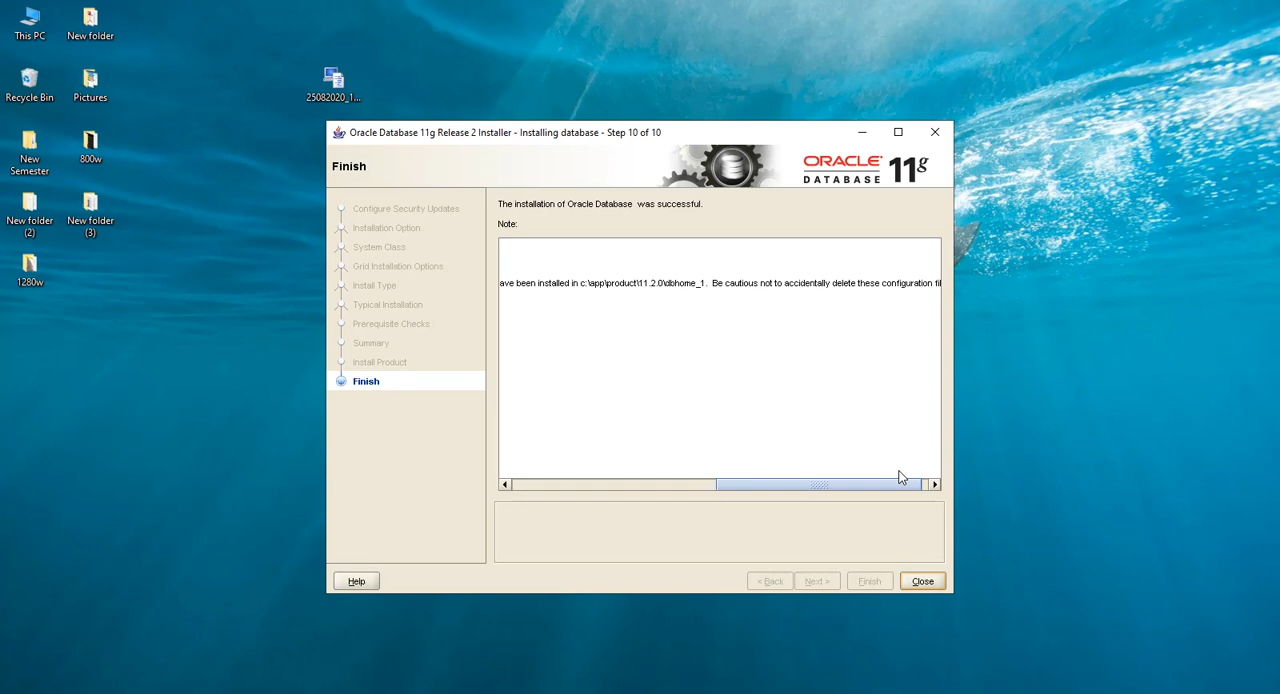 This PC
New folder
Recycle Bin
Pictures
25082020_1...
New
Semester
800w
New folder
(2)
New folder
(3)
1280w
Oracle Database 11g Release 2 Installer - Installing database - Step 10 of 10
Finish
ORACLE
DATABASE 11g
Configure Security Updates
Installation Option
System Class
Grid Installation Options
Install Type
Typical Installation
Prerequisite Checks
Summary
Install Product
Finish
The installation of Oracle Database  was successful.
Note:
ave been installed in c:\app\product\11.2.0\dbhome_1.  Be cautious not to accidentally delete these configuration fil
Help
< Back
Next >
Finish
Close